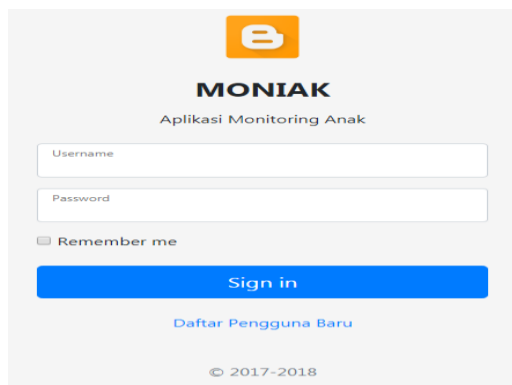 MONIAK
Aplikasi Monitoring Anak
Username
Password
Remember me
Sign in
Daftar Pengguna Baru
© 2017-2018